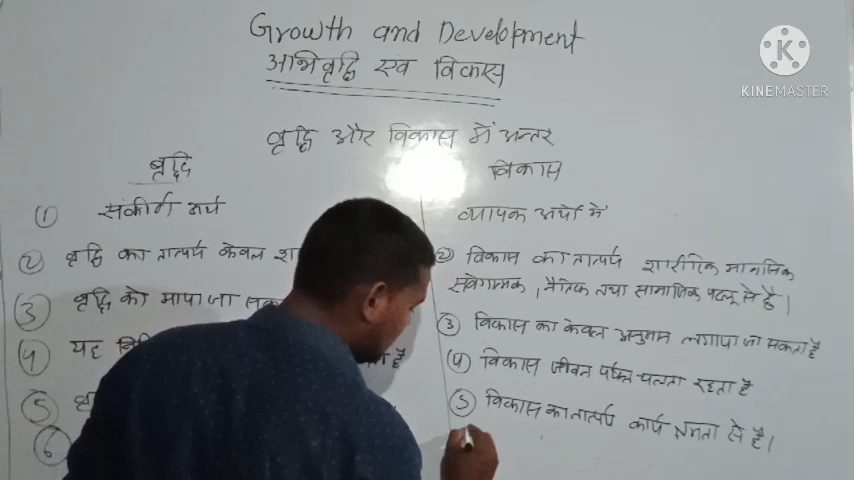 Growth and Development
अभिवृद्धि एवं विकास
KINEMASTER
वृद्धि और विकास में अन्तर
वृद्धि
विकास
① संकीर्ण अर्थ
व्यापक अर्थो में
② वृद्धि का तात्पर्य केवल
② विकास का तात्पर्य शारीरिक मानसिक
संवेगात्मक, नैतिक तथा सामाजिक पहलू से है।
③ वृद्धि को मापा जा
③ विकास का केवल अनुमान लगाया जा सकता है
④ यह
है
④ विकास जीवन पर्यन्त चलता रहता है
⑤
⑤ विकास का तात्पर्य कार्य क्षमता से है।
⑥